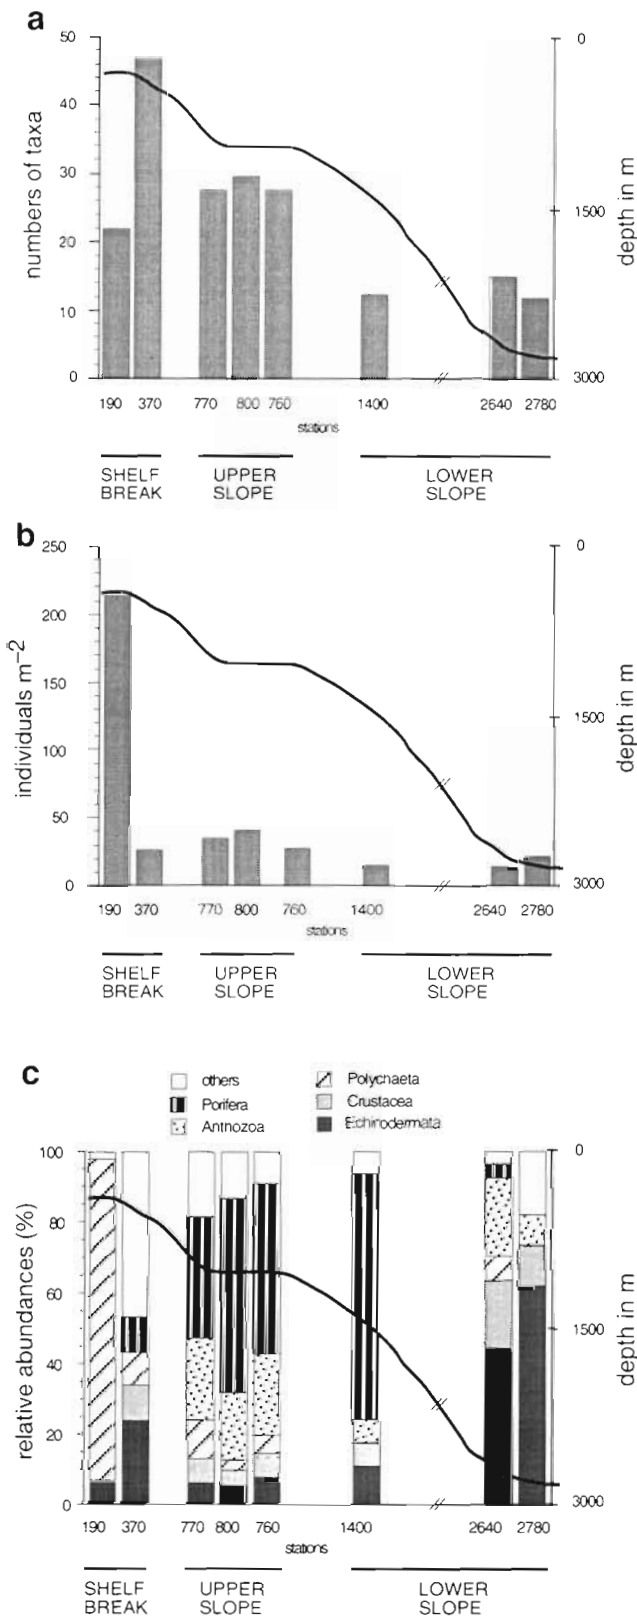 a
50
40
30
20
10
0
numbers of taxa
0
1500
3000
depth in m
190 370 770 800 760 1400 2640 2780
stations
SHELF BREAK
UPPER SLOPE
LOWER SLOPE
b
250
200
150
100
50
0
individuals m⁻²
0
1500
3000
depth in m
190 370 770 800 760 1400 2640 2780
stations
SHELF BREAK
UPPER SLOPE
LOWER SLOPE
c
others
Porifera
Anthozoa
Polychaeta
Crustacea
Echinodermata
100
80
60
40
20
0
relative abundances (%)
0
1500
3000
depth in m
190 370 770 800 760 1400 2640 2780
stations
SHELF BREAK
UPPER SLOPE
LOWER SLOPE